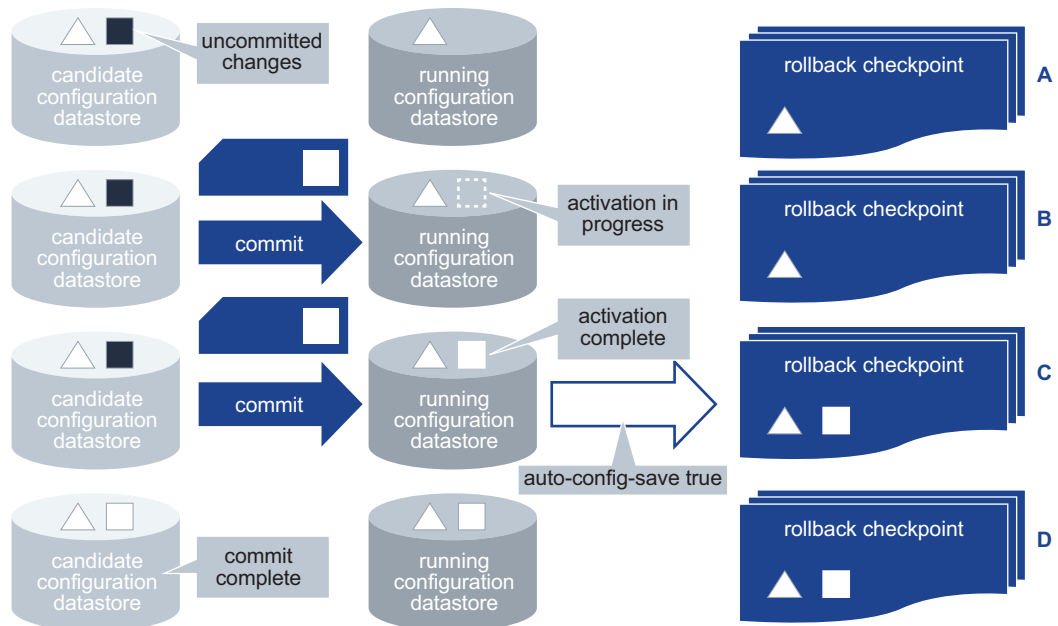 uncommitted
changes
candidate
configuration
datastore
running
configuration
datastore
rollback checkpoint
A
candidate
configuration
datastore
commit
running
configuration
datastore
activation in
progress
rollback checkpoint
B
candidate
configuration
datastore
commit
running
configuration
datastore
activation
complete
auto-config-save true
rollback checkpoint
C
candidate
configuration
datastore
commit
complete
running
configuration
datastore
rollback checkpoint
D